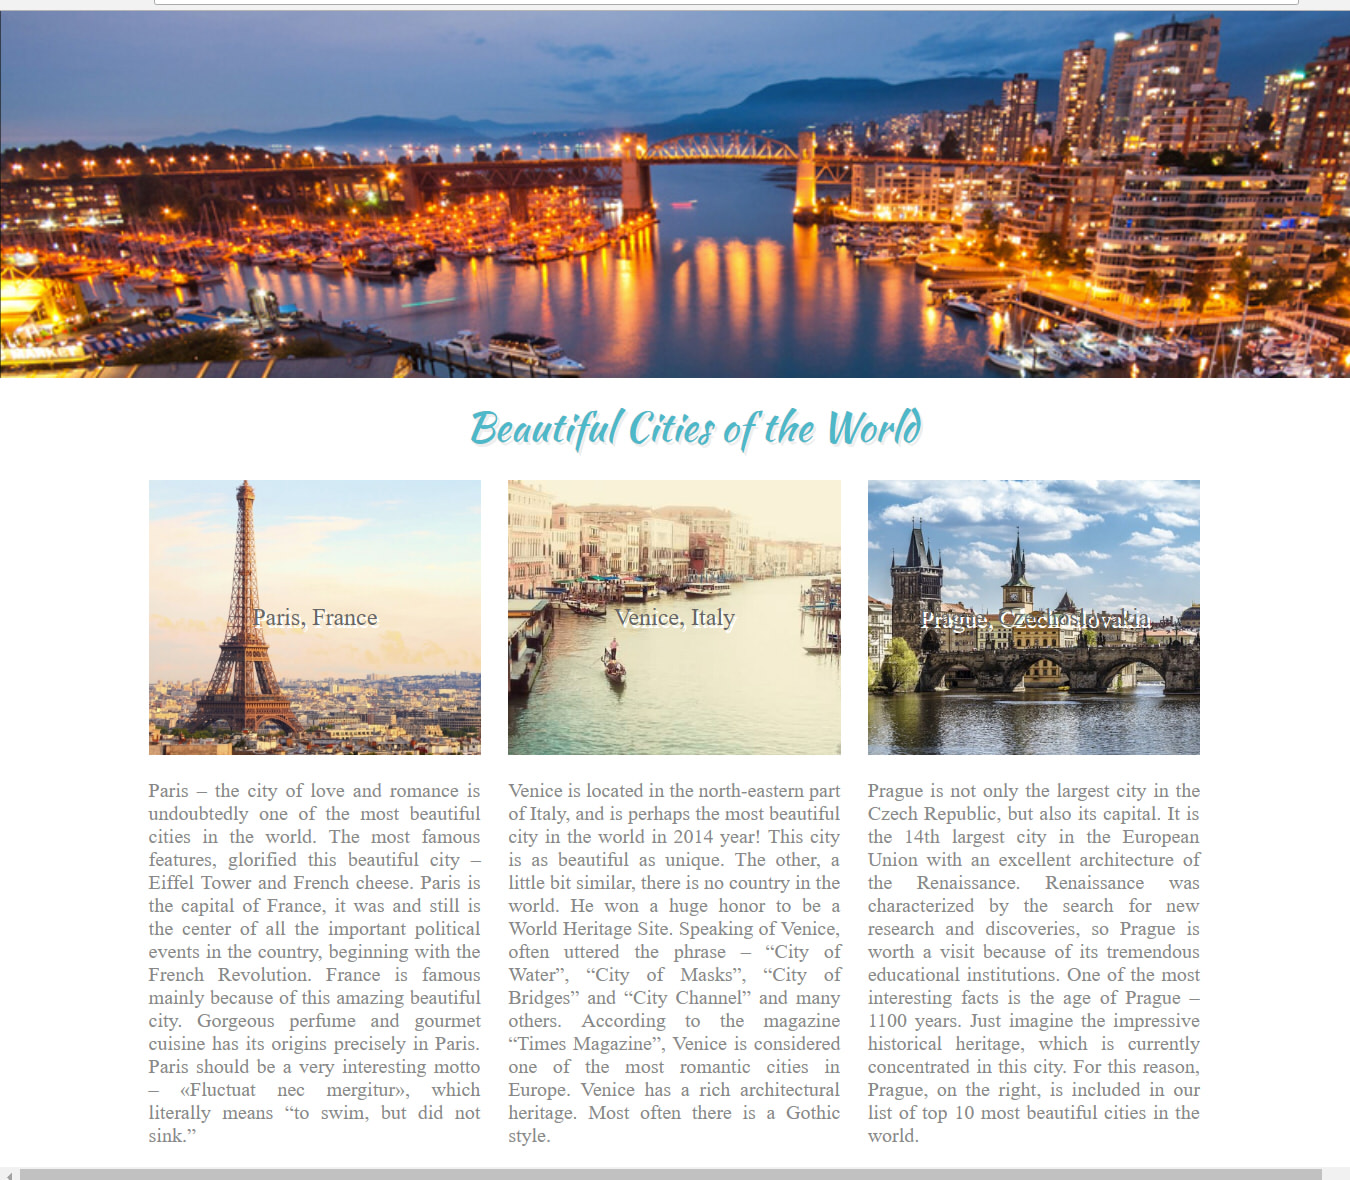 MARKET
Beautiful Cities of the World
Paris, France
Venice, Italy
Prague, Czechoslovakia
Paris – the city of love and romance is
undoubtedly one of the most beautiful
cities in the world. The most famous
features, glorified this beautiful city –
Eiffel Tower and French cheese. Paris is
the capital of France, it was and still is
the center of all the important political
events in the country, beginning with the
French Revolution. France is famous
mainly because of this amazing beautiful
city. Gorgeous perfume and gourmet
cuisine has its origins precisely in Paris.
Paris should be a very interesting motto
– «Fluctuat nec mergitur», which
literally means “to swim, but did not
sink.”
Venice is located in the north-eastern part
of Italy, and is perhaps the most beautiful
city in the world in 2014 year! This city
is as beautiful as unique. The other, a
little bit similar, there is no country in the
world. He won a huge honor to be a
World Heritage Site. Speaking of Venice,
often uttered the phrase – “City of
Water”, “City of Masks”, “City of
Bridges” and “City Channel” and many
others. According to the magazine
“Times Magazine”, Venice is considered
one of the most romantic cities in
Europe. Venice has a rich architectural
heritage. Most often there is a Gothic
style.
Prague is not only the largest city in the
Czech Republic, but also its capital. It is
the 14th largest city in the European
Union with an excellent architecture of
the Renaissance. Renaissance was
characterized by the search for new
research and discoveries, so Prague is
worth a visit because of its tremendous
educational institutions. One of the most
interesting facts is the age of Prague –
1100 years. Just imagine the impressive
historical heritage, which is currently
concentrated in this city. For this reason,
Prague, on the right, is included in our
list of top 10 most beautiful cities in the
world.